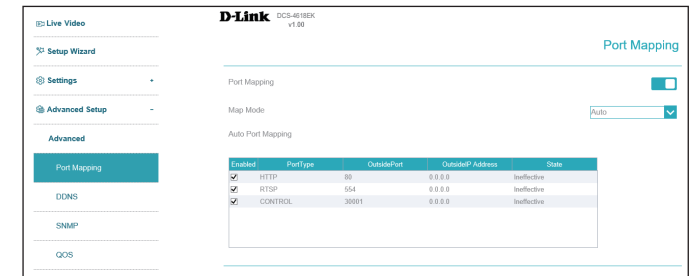 Live Video
Setup Wizard
Settings +
Advanced Setup -
Advanced
Port Mapping
DDNS
SNMP
QOS
D-Link DCS-4618EK
v1.00
Port Mapping
Port Mapping
Map Mode Auto
Auto Port Mapping
Enabled PortType OutsidePort OutsideIP Address State
HTTP 80 0.0.0.0 Ineffective
RTSP 554 0.0.0.0 Ineffective
CONTROL 30001 0.0.0.0 Ineffective